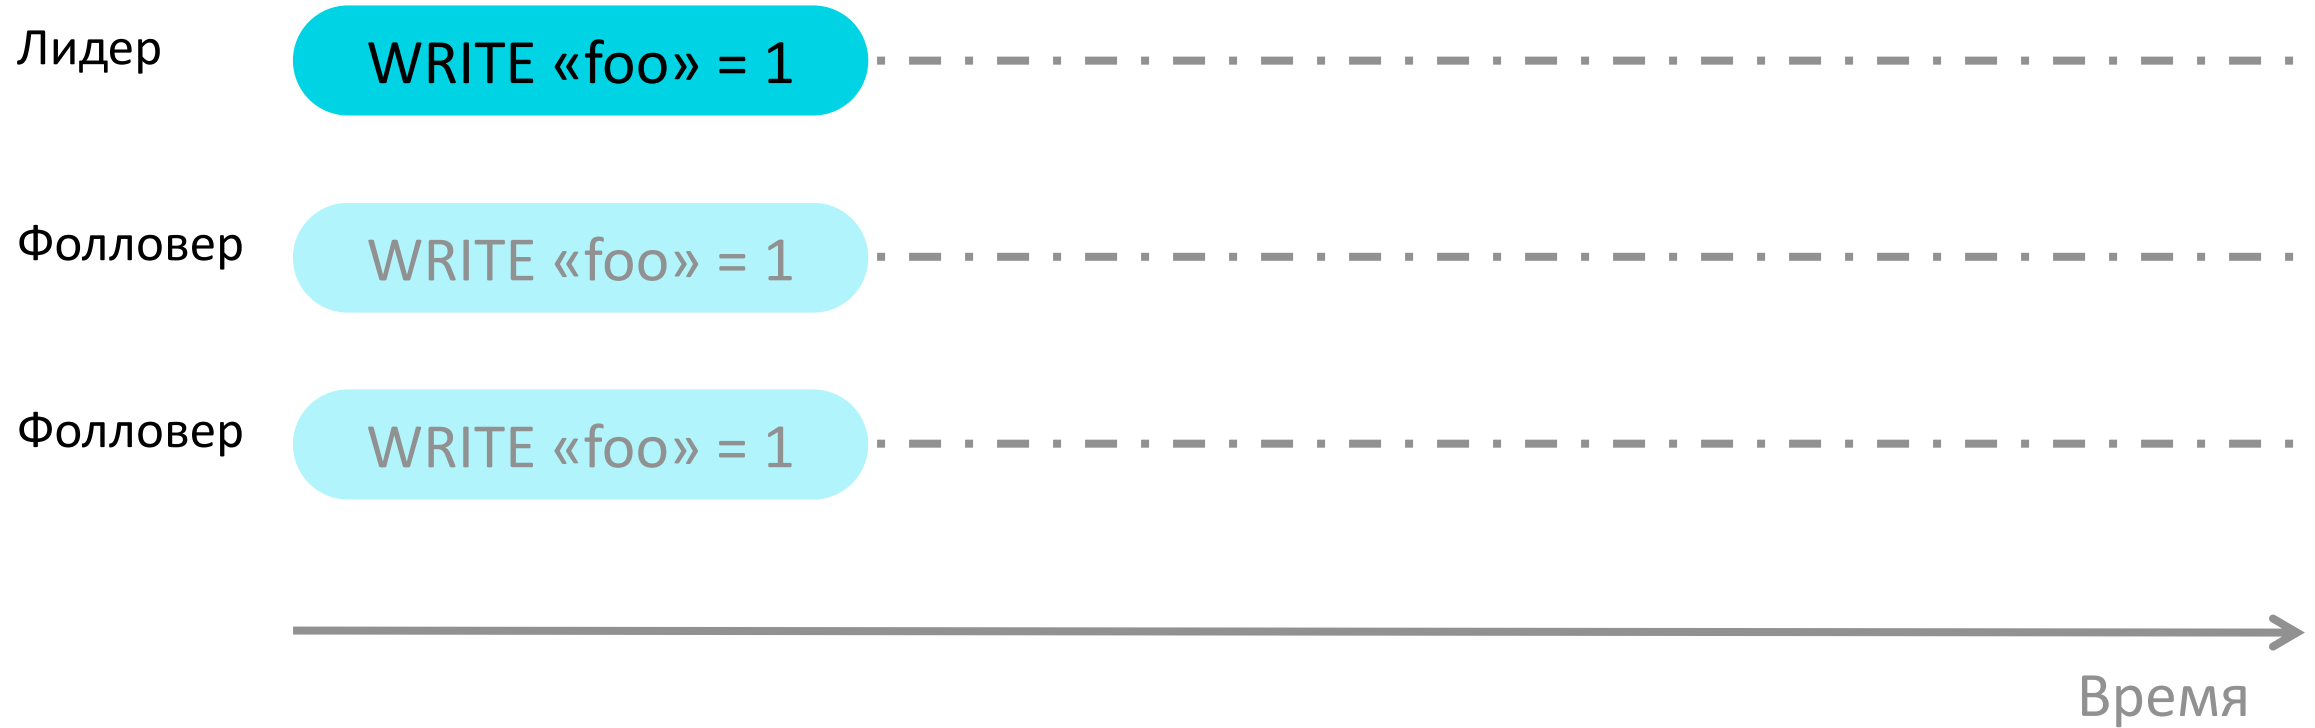 Лидер WRITE «foo» = 1
Фолловер WRITE «foo» = 1
Фолловер WRITE «foo» = 1
Время